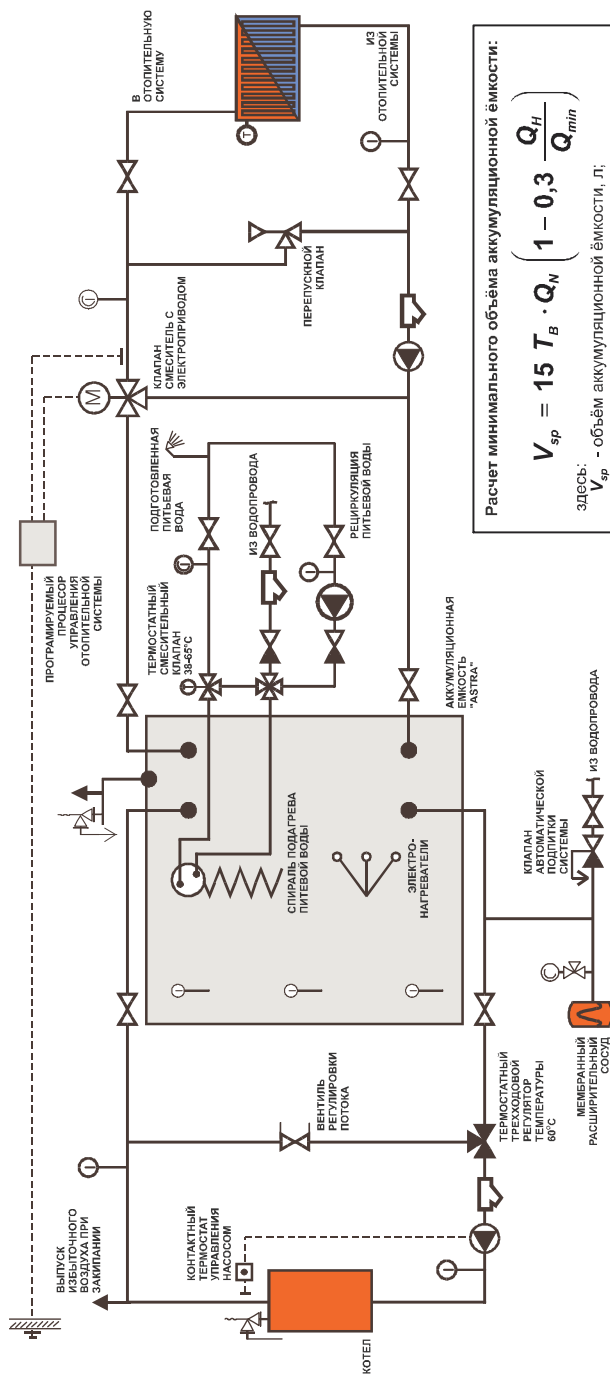 ВЫПУСК
ИЗБЫТОЧНОГО
ВОЗДУХА ПРИ
ЗАКИПАНИИ
КОНТАКТНЫЙ
ТЕРМОСТАТ
УПРАВЛЕНИЯ
НАСОСОМ
КОТЕЛ
ВЕНТИЛЬ
РЕГУЛИРОВКИ
ПОТОКА
ТЕРМОСТАТНЫЙ
ТРЕХХОДОВОЙ
РЕГУЛЯТОР
ТЕМПЕРАТУРЫ
60°С
МЕМБРАННЫЙ
РАСШИРИТЕЛЬНЫЙ
СОСУД
КЛАПАН
АВТОМАТИЧЕСКОЙ
ПОДПИТКИ
СИСТЕМЫ
ИЗ ВОДОПРОВОДА
СПИРАЛЬ ПОДАГРЕВА
ПИТЕВОЙ ВОДЫ
ЭЛЕКТРО-
НАГРЕВАТЕЛИ
АККУМУЛЯЦИОННАЯ
ЕМКОСТЬ
"ASTRA"
ПРОГРАМИРУЕМЫЙ
ПРОЦЕСОР
УПРАВЛЕНИЯ
ОТОПИТЕЛЬНОЙ
СИСТЕМЫ
ТЕРМОСТАТНЫЙ
СМЕСИТЕЛЬНЫЙ
КЛАПАН
38-65°С
ПОДГОТОВЛЕННАЯ
ПИТЬЕВАЯ
ВОДА
ИЗ ВОДОПРОВОДА
РЕЦИРКУЛЯЦИЯ
ПИТЬЕВОЙ ВОДЫ
M
КЛАПАН
СМЕСИТЕЛЬ С
ЭЛЕКТРОПРИВОДОМ
ПЕРЕПУСКНОЙ
КЛАПАН
В
ОТОПИТЕЛЬНУЮ
СИСТЕМУ
T
ИЗ
ОТОПИТЕЛЬНОЙ
СИСТЕМЫ
Расчет минимального объёма аккумуляционной ёмкости:
V_sp = 15 T_B · Q_N (1 − 0,3 Q_H / Q_min)
здесь:
V_sp - объём аккумуляционной ёмкости, л;